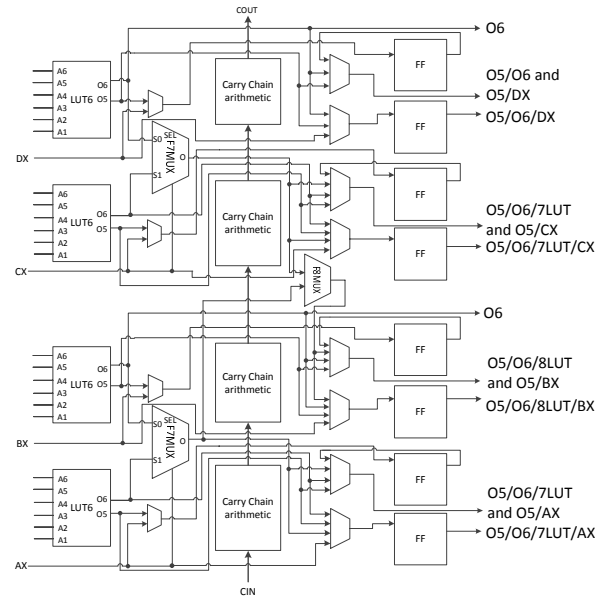 COUT
O6
A6
A5
A4
A3
A2
A1
LUT6
O6
O5
Carry Chain
arithmetic
FF
O5/O6 and
O5/DX
FF
O5/O6/DX
DX
S0
SEL
F7MUX
O
S1
A6
A5
A4
A3
A2
A1
LUT6
O6
O5
Carry Chain
arithmetic
FF
O5/O6/7LUT
and O5/CX
FF
O5/O6/7LUT/CX
CX
F8MUX
O6
A6
A5
A4
A3
A2
A1
LUT6
O6
O5
Carry Chain
arithmetic
FF
O5/O6/8LUT
and O5/BX
FF
O5/O6/8LUT/BX
BX
S0
SEL
F7MUX
O
S1
A6
A5
A4
A3
A2
A1
LUT6
O6
O5
Carry Chain
arithmetic
FF
O5/O6/7LUT
and O5/AX
FF
O5/O6/7LUT/AX
AX
CIN